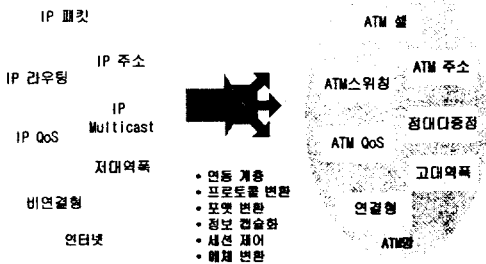 IP 패킷
IP 주소
IP 라우팅
IP
Multicast
IP QoS
저대역폭
비연결형
인터넷
• 연동 계층
• 프로토콜 변환
• 포맷 변환
• 정보 캡슐화
• 세션 제어
• 매체 변환
ATM 셀
ATM 주소
ATM스위칭
점대다중점
ATM QoS
고대역폭
연결형
ATM망